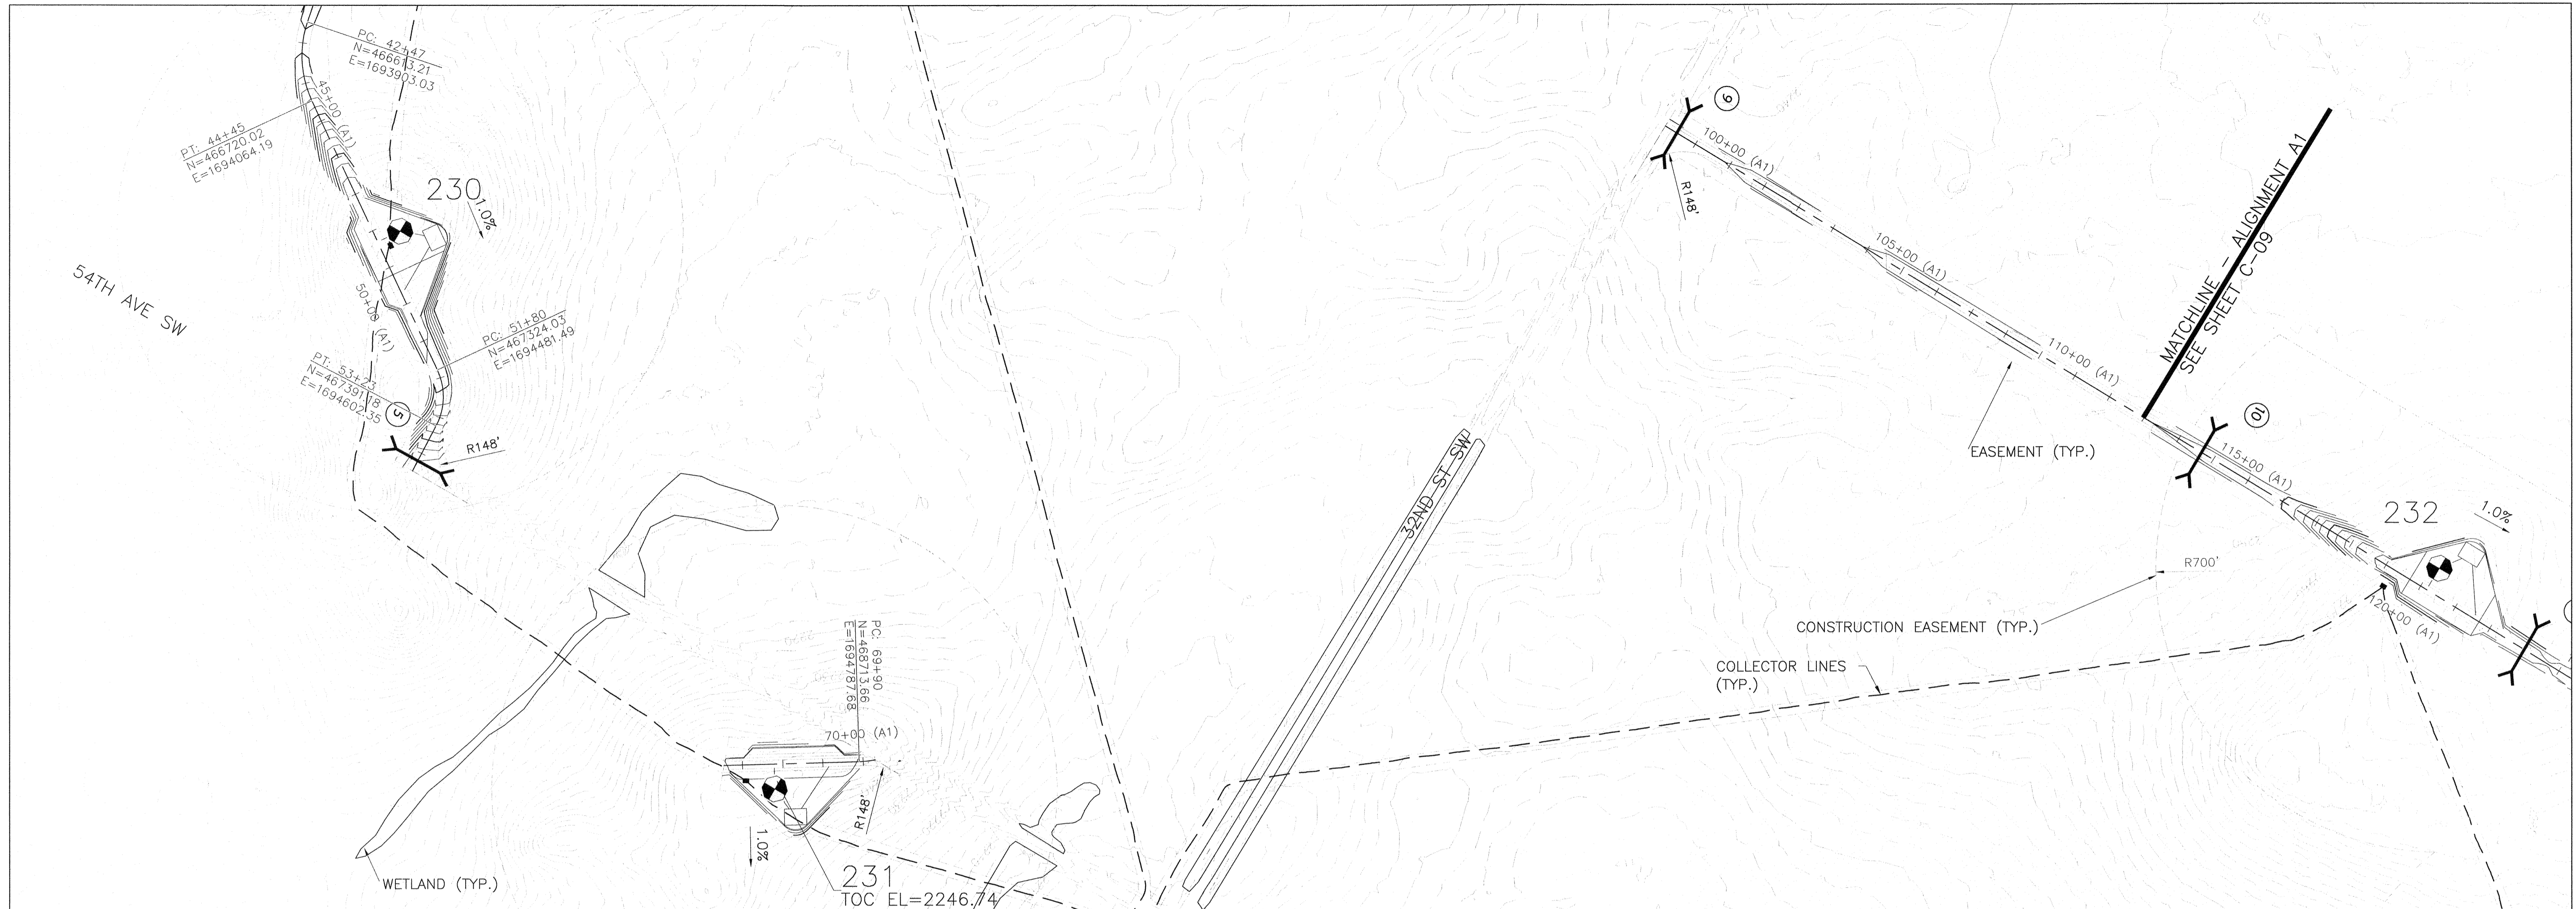 PC: 42+47
N=466613.21
E=1693903.03
45+00 (A1)
PT: 44+45
N=466720.02
E=1694064.19
230
1.0%
54TH AVE SW
50+00 (A1)
PC: 51+80
N=467324.03
E=1694481.49
PT: 53+23
N=467391.18
E=1694602.35
5
R148'
WETLAND (TYP.)
PC: 69+90
N=468713.66
E=1694787.68
70+00 (A1)
R148'
1.0%
231
TOC EL=2246.74
32ND ST SW
6
100+00 (A1)
R148'
105+00 (A1)
110+00 (A1)
EASEMENT (TYP.)
MATCHLINE - ALIGNMENT A1
SEE SHEET C-09
10
115+00 (A1)
232
1.0%
R700'
120+00 (A1)
CONSTRUCTION EASEMENT (TYP.)
COLLECTOR LINES
(TYP.)